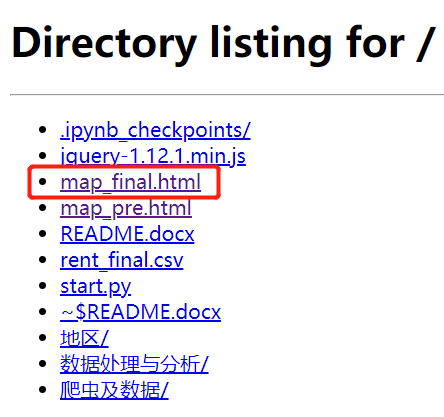 Directory listing for /
.ipynb_checkpoints/
jquery-1.12.1.min.js
map_final.html
map_pre.html
README.docx
rent_final.csv
start.py
~$README.docx
地区/
数据处理与分析/
爬虫及数据/